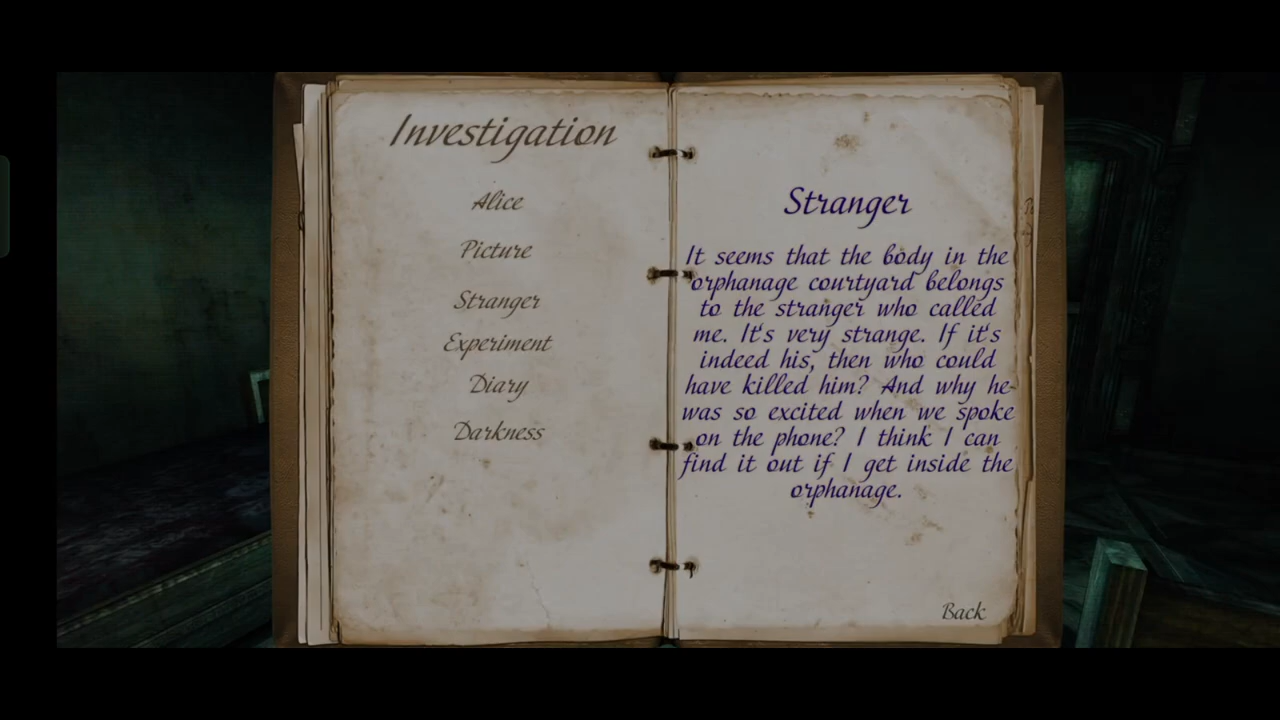 Investigation
Alice
Picture
Stranger
Experiment
Diary
Darkness
Stranger
It seems that the body in the
orphanage courtyard belongs
to the stranger who called
me. It's very strange. If it's
indeed his, then who could
have killed him? And why he
was so excited when we spoke
on the phone? I think I can
find it out if I get inside the
orphanage.
Back